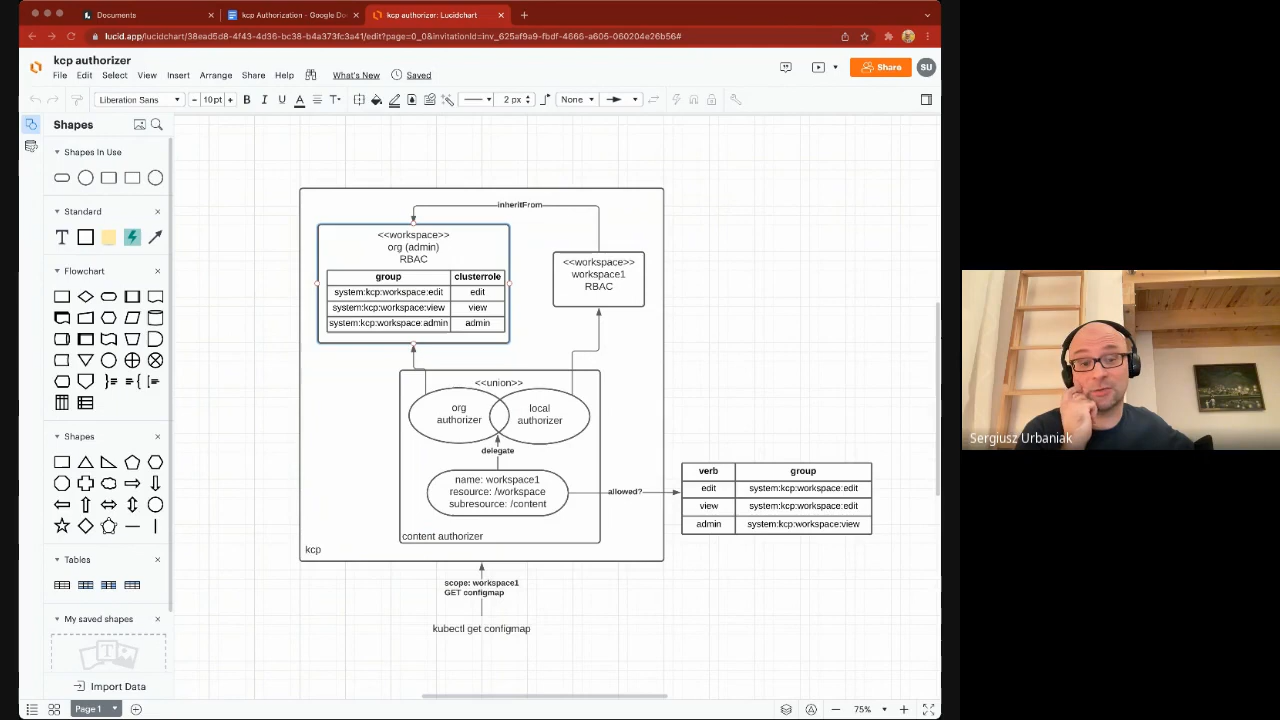 Documents
kcp Authorization - Google Do
kcp authorizer: Lucidchart
lucid.app/lucidchart/38ead5d8-4f43-4d36-bc38-b4a373fc3a41/edit?page=0_0&invitationId=inv_625af9a9-fbdf-4666-a605-060204e26b56#
kcp authorizer
File Edit Select View Insert Arrange Share Help What's New Saved
Share
SU
Liberation Sans
10pt
B I U A T
2 px
None
Shapes
Shapes In Use
Standard
T
Flowchart
Shapes
Tables
My saved shapes
Import Data
Page 1
75%
inheritFrom
<<workspace>>
org (admin)
RBAC
group clusterrole
system:kcp:workspace:edit edit
system:kcp:workspace:view view
system:kcp:workspace:admin admin
<<workspace>>
workspace1
RBAC
<<union>>
org
authorizer
local
authorizer
delegate
name: workspace1
resource: /workspace
subresource: /content
allowed?
content authorizer
kcp
verb group
edit system:kcp:workspace:edit
view system:kcp:workspace:edit
admin system:kcp:workspace:view
scope: workspace1
GET configmap
kubectl get configmap
Sergiusz Urbaniak